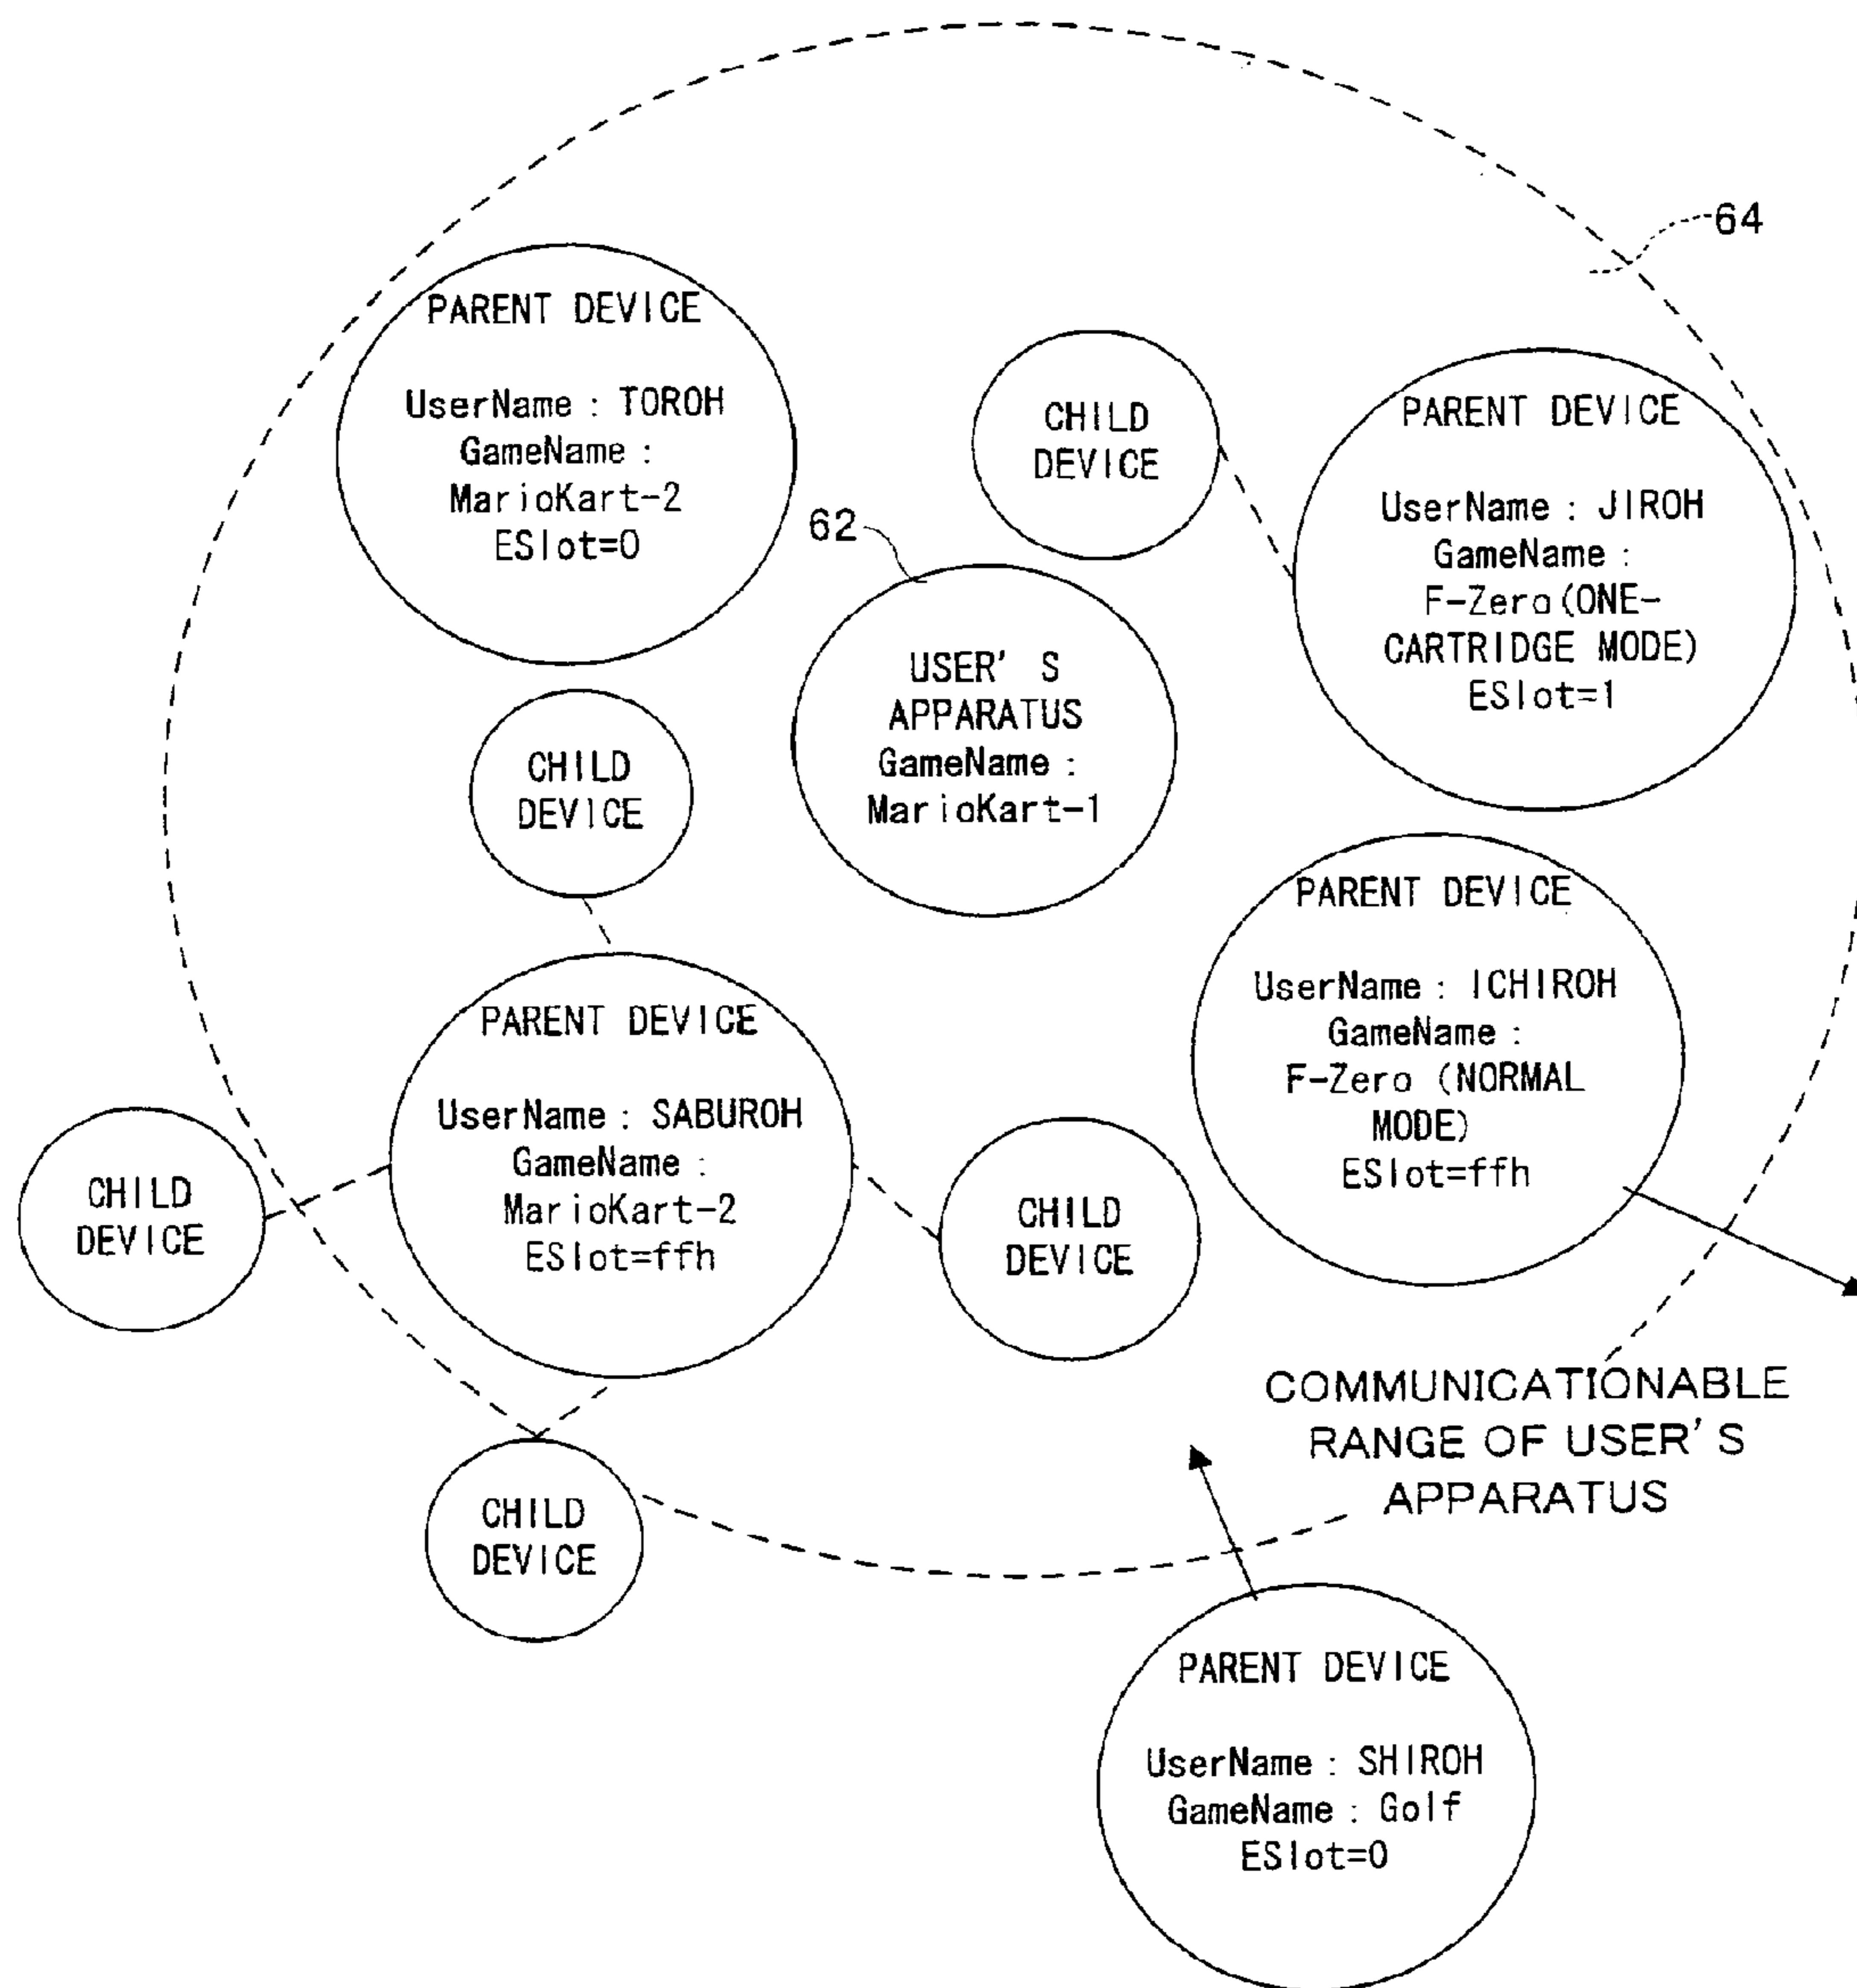 64
PARENT DEVICE
UserName : TOROH
GameName :
MarioKart-2
ESlot=0
CHILD
DEVICE
PARENT DEVICE
UserName : JIROH
GameName :
F-Zero(ONE-
CARTRIDGE MODE)
ESlot=1
62
USER'S
APPARATUS
GameName :
MarioKart-1
CHILD
DEVICE
PARENT DEVICE
UserName : ICHIROH
GameName :
F-Zero (NORMAL
MODE)
ESlot=ffh
PARENT DEVICE
UserName : SABUROH
GameName :
MarioKart-2
ESlot=ffh
CHILD
DEVICE
CHILD
DEVICE
COMMUNICATIONABLE
RANGE OF USER'S
APPARATUS
CHILD
DEVICE
PARENT DEVICE
UserName : SHIROH
GameName : Golf
ESlot=0